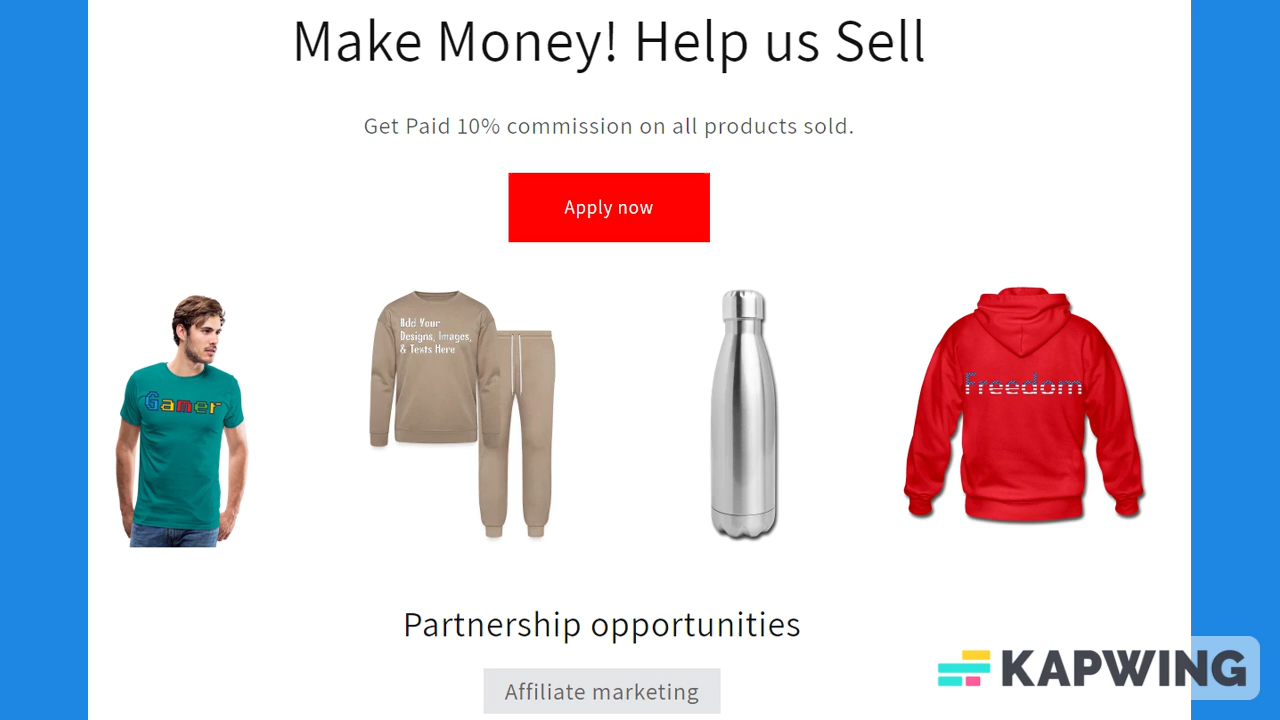 Make Money! Help us Sell
Get Paid 10% commission on all products sold.
Apply now
Gamer
Add Your
Designs, Images,
& Texts Here
Freedom
Partnership opportunities
Affiliate marketing
KAPWING